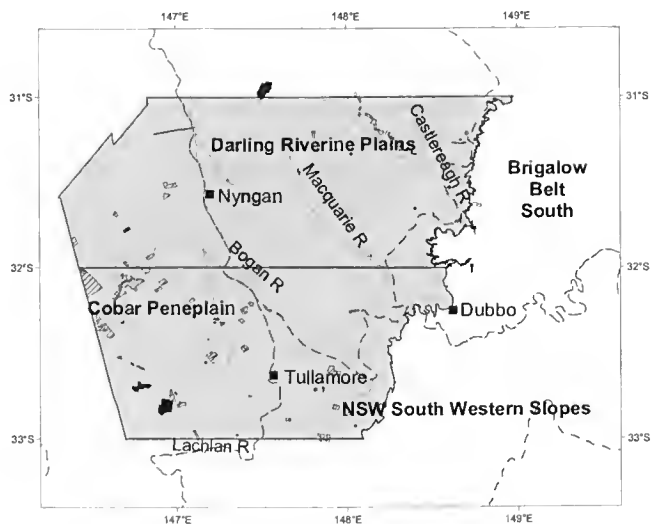 147°E 148°E 149°E
31°S 31°S
Castlereagh R
Darling Riverine Plains
Brigalow
Belt
South
Macquarie R
Nyngan
Bogan R
32°S 32°S
Cobar Peneplain
Dubbo
Tullamore
NSW South Western Slopes
33°S 33°S
Lachlan R
147°E 148°E 149°E